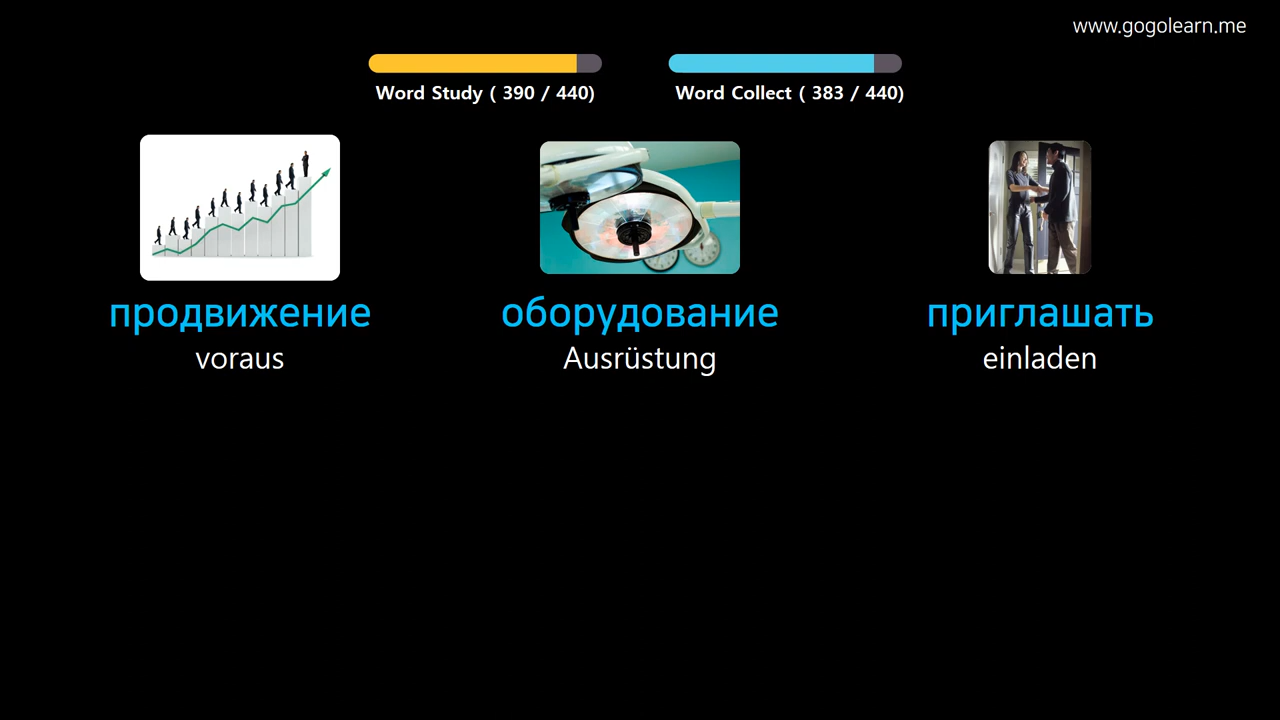 www.gogolearn.me
Word Study ( 390 / 440)
Word Collect ( 383 / 440)
продвижение
voraus
оборудование
Ausrüstung
приглашать
einladen